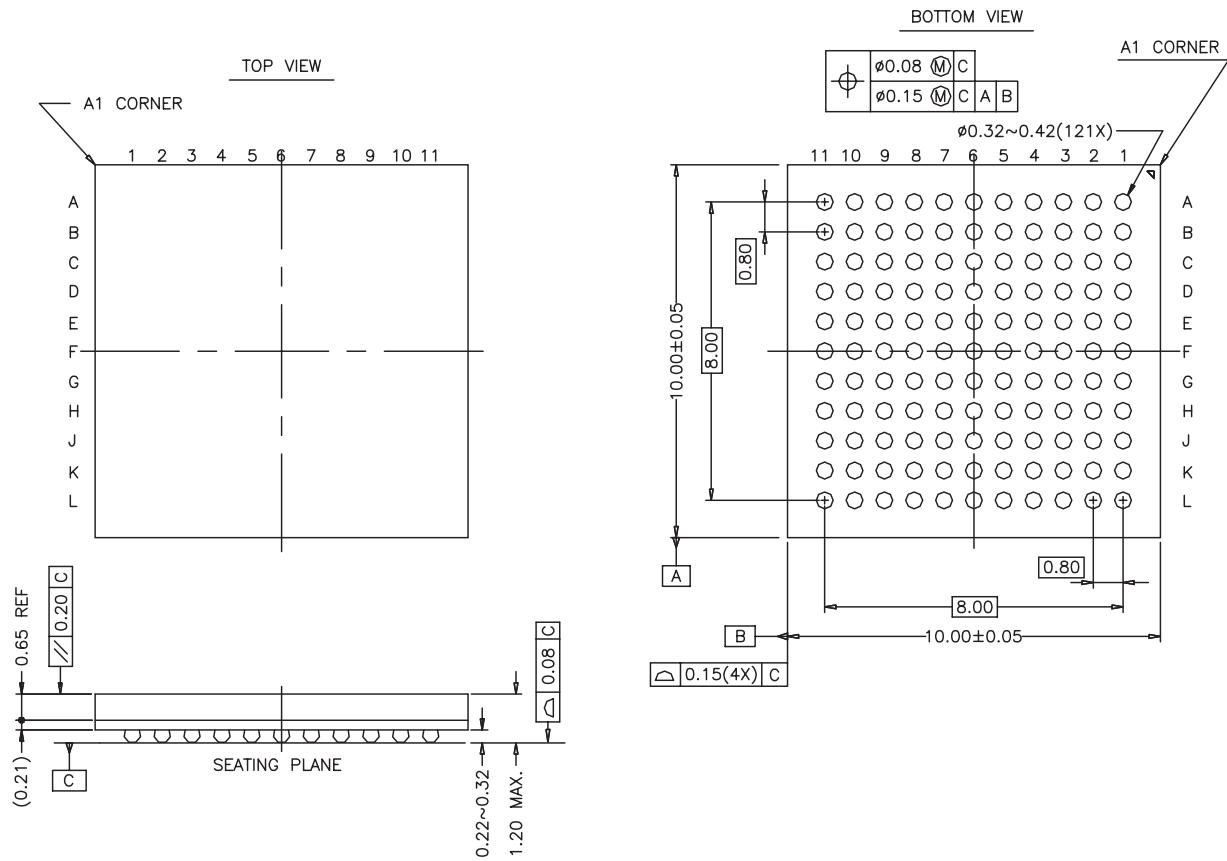 BOTTOM VIEW
TOP VIEW
A1 CORNER
A1 CORNER
ø0.08 Ⓜ C
ø0.15 Ⓜ C A B
ø0.32~0.42(121X)
1 2 3 4 5 6 7 8 9 10 11
11 10 9 8 7 6 5 4 3 2 1
A
B
C
D
E
F
G
H
J
K
L
0.80
8.00
10.00±0.05
A
B
C
D
E
F
G
H
J
K
L
A
0.80
8.00
B
10.00±0.05
0.15(4X) C
0.65 REF
// 0.20 C
(0.21)
C
SEATING PLANE
0.08 C
0.22~0.32
1.20 MAX.